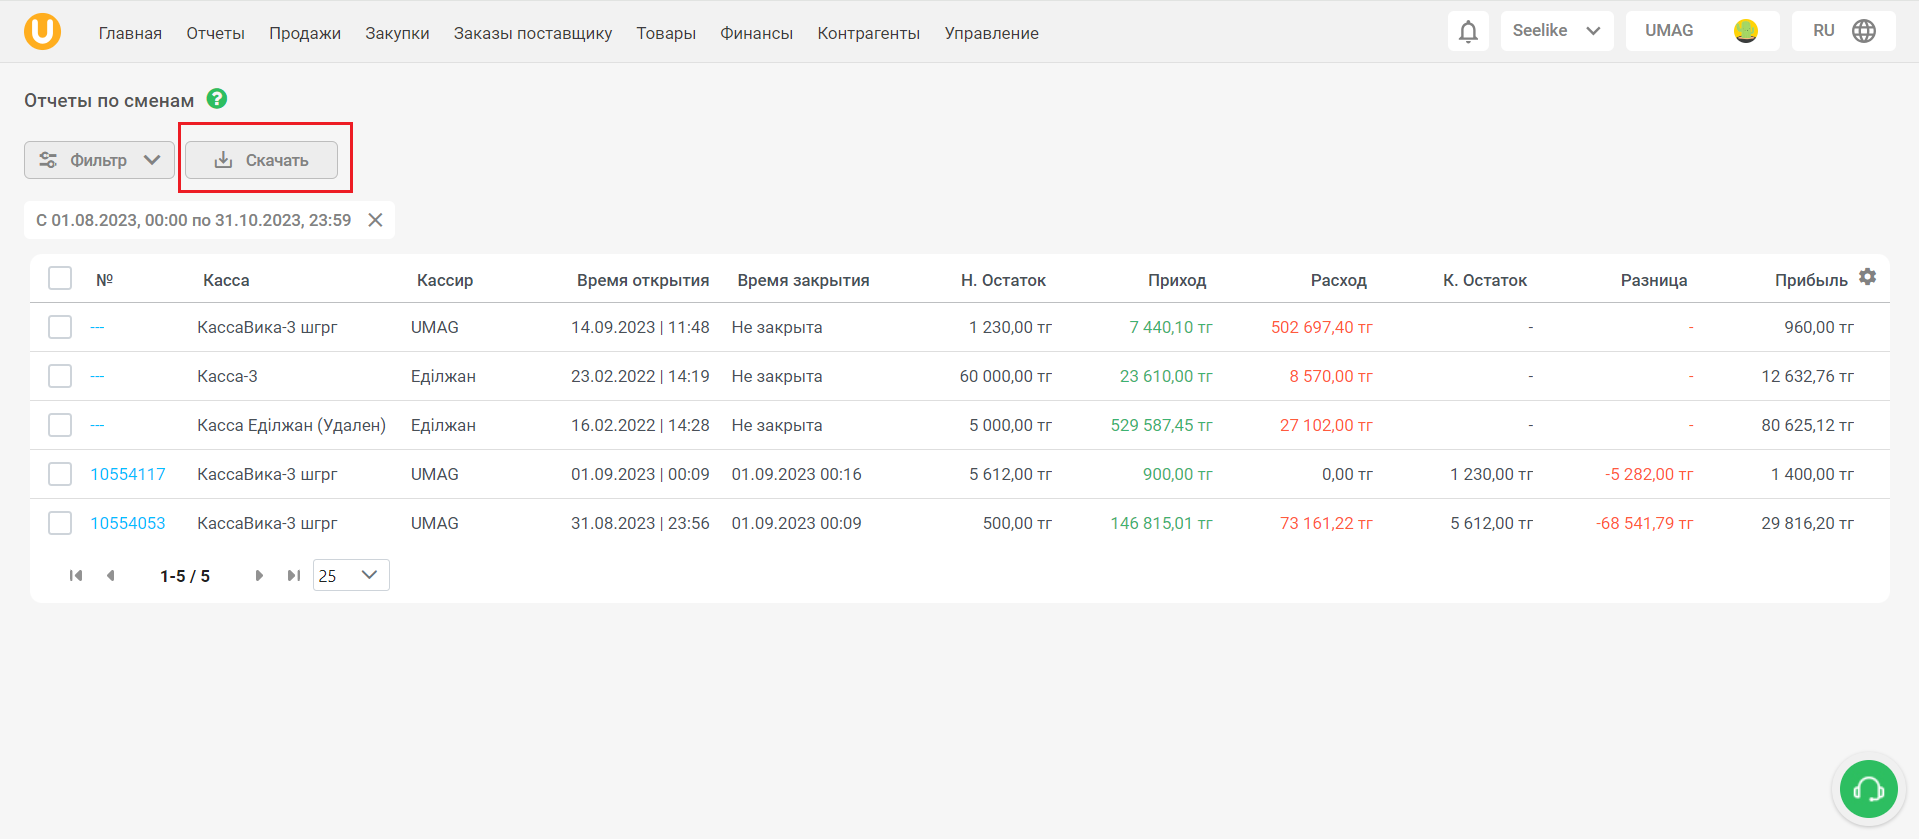 U Главная Отчеты Продажи Закупки Заказы поставщику Товары Финансы Контрагенты Управление Seelike UMAG RU
Отчеты по сменам ?
Фильтр Скачать
С 01.08.2023, 00:00 по 31.10.2023, 23:59
№ Касса Кассир Время открытия Время закрытия Н. Остаток Приход Расход К. Остаток Разница Прибыль
--- КассаВика-3 шгрг UMAG 14.09.2023 | 11:48 Не закрыта 1 230,00 тг 7 440,10 тг 502 697,40 тг - - 960,00 тг
--- Касса-3 Еділжан 23.02.2022 | 14:19 Не закрыта 60 000,00 тг 23 610,00 тг 8 570,00 тг - - 12 632,76 тг
--- Касса Еділжан (Удален) Еділжан 16.02.2022 | 14:28 Не закрыта 5 000,00 тг 529 587,45 тг 27 102,00 тг - - 80 625,12 тг
10554117 КассаВика-3 шгрг UMAG 01.09.2023 | 00:09 01.09.2023 00:16 5 612,00 тг 900,00 тг 0,00 тг 1 230,00 тг -5 282,00 тг 1 400,00 тг
10554053 КассаВика-3 шгрг UMAG 31.08.2023 | 23:56 01.09.2023 00:09 500,00 тг 146 815,01 тг 73 161,22 тг 5 612,00 тг -68 541,79 тг 29 816,20 тг
1-5 / 5 25